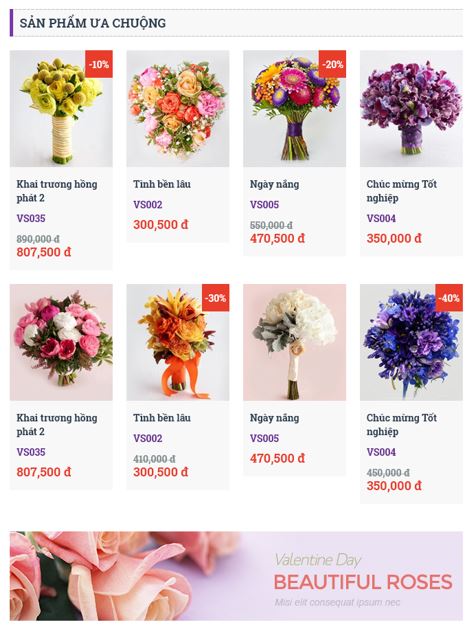 SẢN PHẨM ƯA CHUỘNG
-10%
-20%
Khai trương hồng
phát 2
VS035
890,000 đ
807,500 đ
Tình bền lâu
VS002
300,500 đ
Ngày nắng
VS005
550,000 đ
470,500 đ
Chúc mừng Tốt
nghiệp
VS004
350,000 đ
-30%
-40%
Khai trương hồng
phát 2
VS035
807,500 đ
Tình bền lâu
VS002
410,000 đ
300,500 đ
Ngày nắng
VS005
470,500 đ
Chúc mừng Tốt
nghiệp
VS004
450,000 đ
350,000 đ
Valentine Day
BEAUTIFUL ROSES
Misi elit consequat ipsum nec